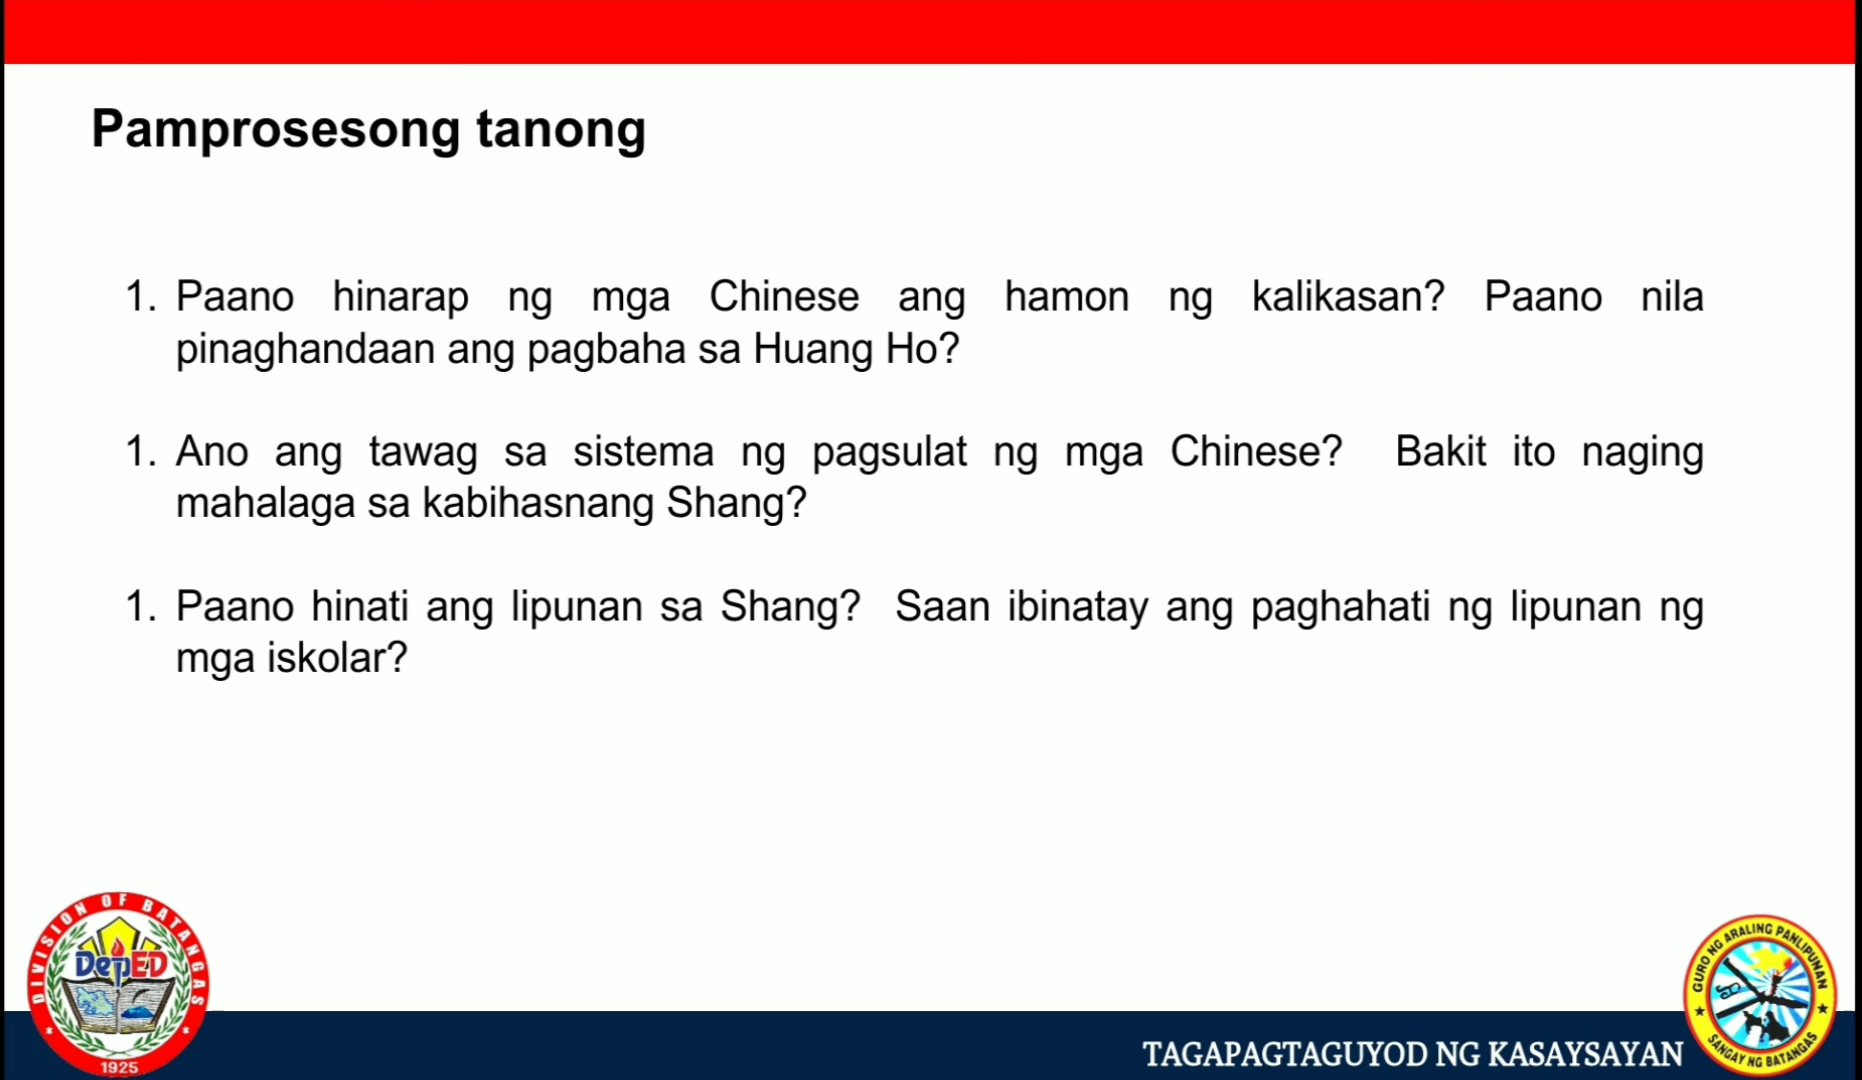 Pamprosesong tanong
1. Paano hinarap ng mga Chinese ang hamon ng kalikasan? Paano nila
pinaghandaan ang pagbaha sa Huang Ho?
1. Ano ang tawag sa sistema ng pagsulat ng mga Chinese? Bakit ito naging
mahalaga sa kabihasnang Shang?
1. Paano hinati ang lipunan sa Shang? Saan ibinatay ang paghahati ng lipunan ng
mga iskolar?
DIVISION OF BATANGAS
DepED
1925
TAGAPAGTAGUYOD NG KASAYSAYAN
GURO NG ARALING PANLIPUNAN
SANGAY NG BATANGAS